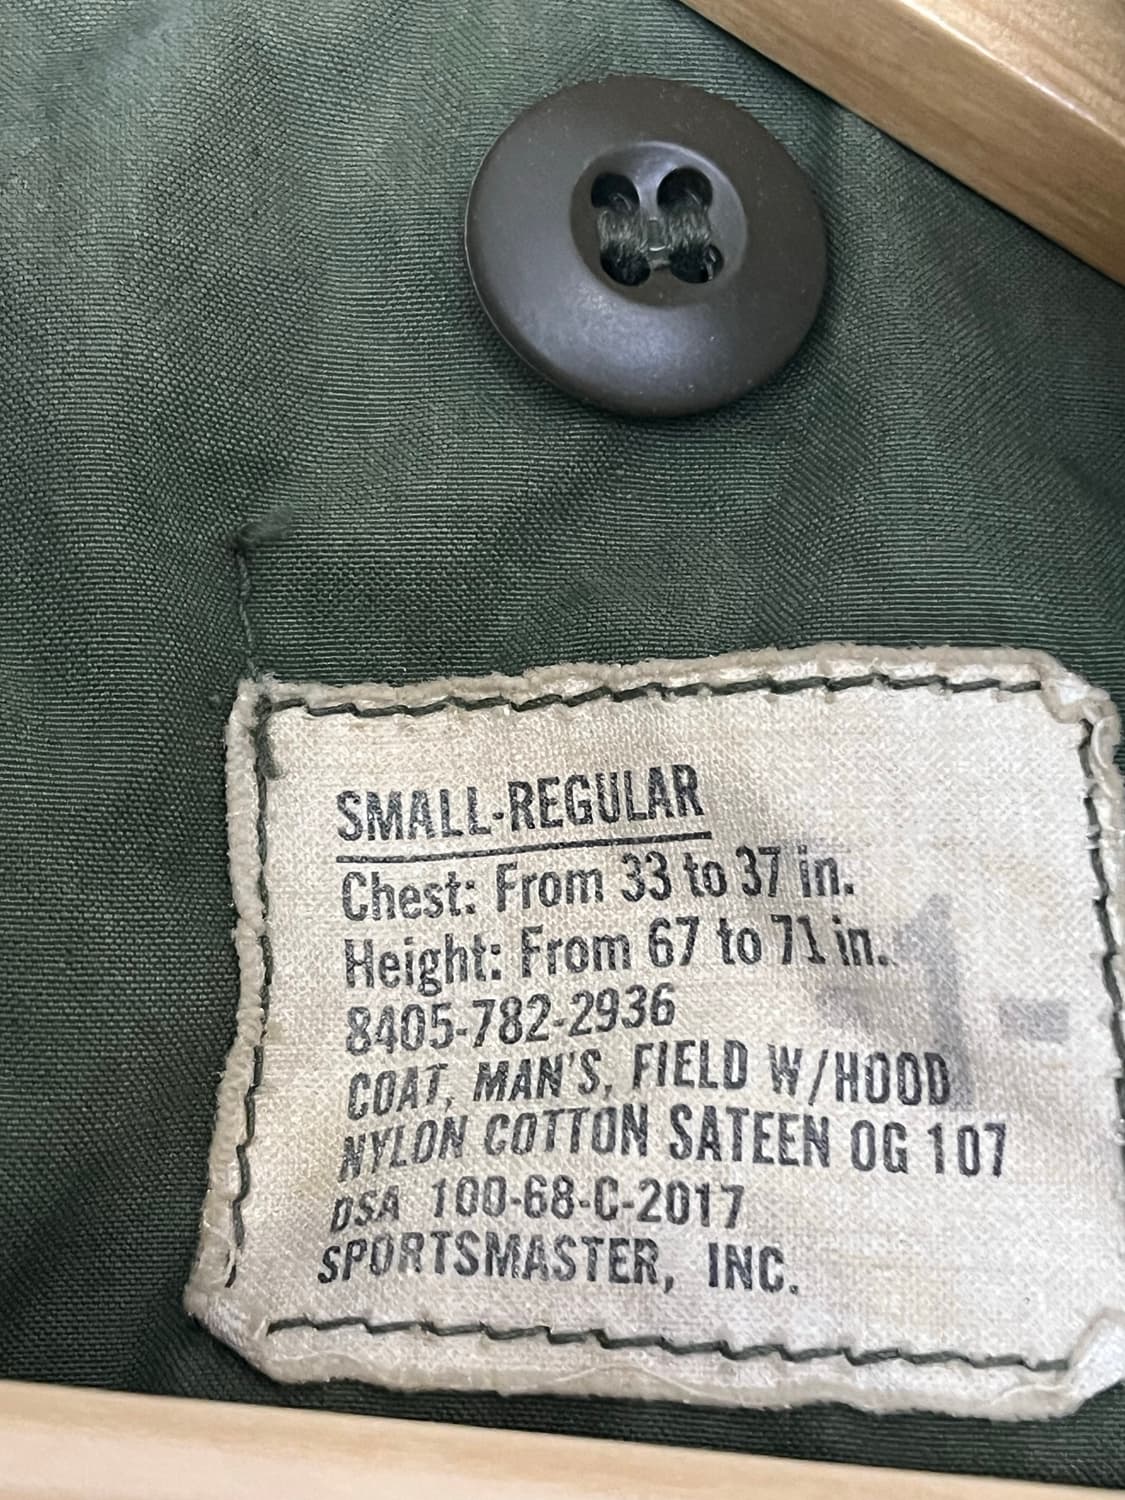 SMALL-REGULAR
Chest: From 33 to 37 in.
Height: From 67 to 71 in.
8405-782-2936
COAT, MAN'S, FIELD W/HOOD
NYLON COTTON SATEEN OG 107
DSA 100-68-C-2017
SPORTSMASTER, INC.